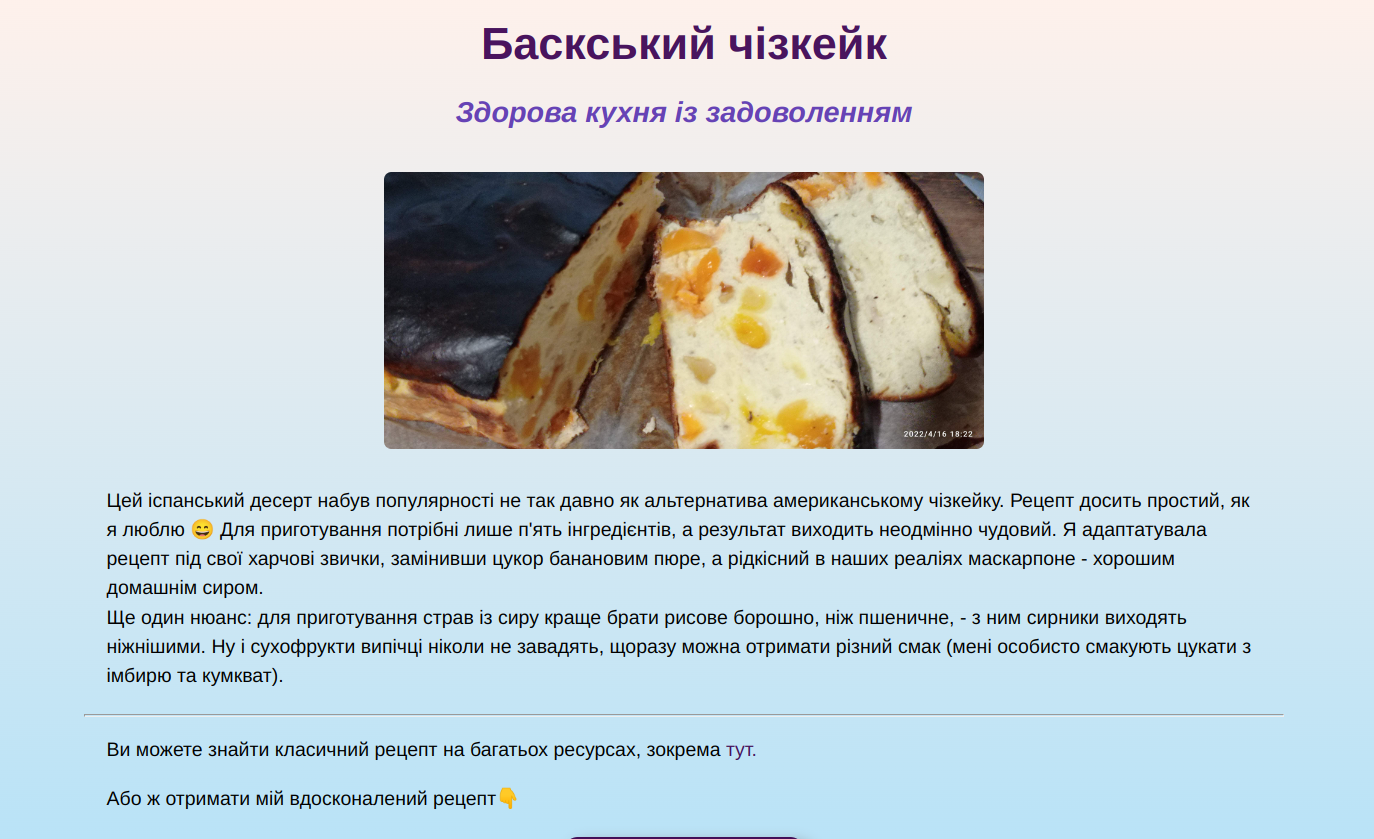 Баскський чізкейк
Здорова кухня із задоволенням
2022/4/16 18:22
Цей іспанський десерт набув популярності не так давно як альтернатива американському чізкейку. Рецепт досить простий, як
я люблю 😄 Для приготування потрібні лише п'ять інгредієнтів, а результат виходить неодмінно чудовий. Я адаптатувала
рецепт під свої харчові звички, замінивши цукор банановим пюре, а рідкісний в наших реаліях маскарпоне - хорошим
домашнім сиром.
Ще один нюанс: для приготування страв із сиру краще брати рисове борошно, ніж пшеничне, - з ним сирники виходять
ніжнішими. Ну і сухофрукти випічці ніколи не завадять, щоразу можна отримати різний смак (мені особисто смакують цукати з
імбирю та кумкват).
Ви можете знайти класичний рецепт на багатьох ресурсах, зокрема тут.
Або ж отримати мій вдосконалений рецепт👇